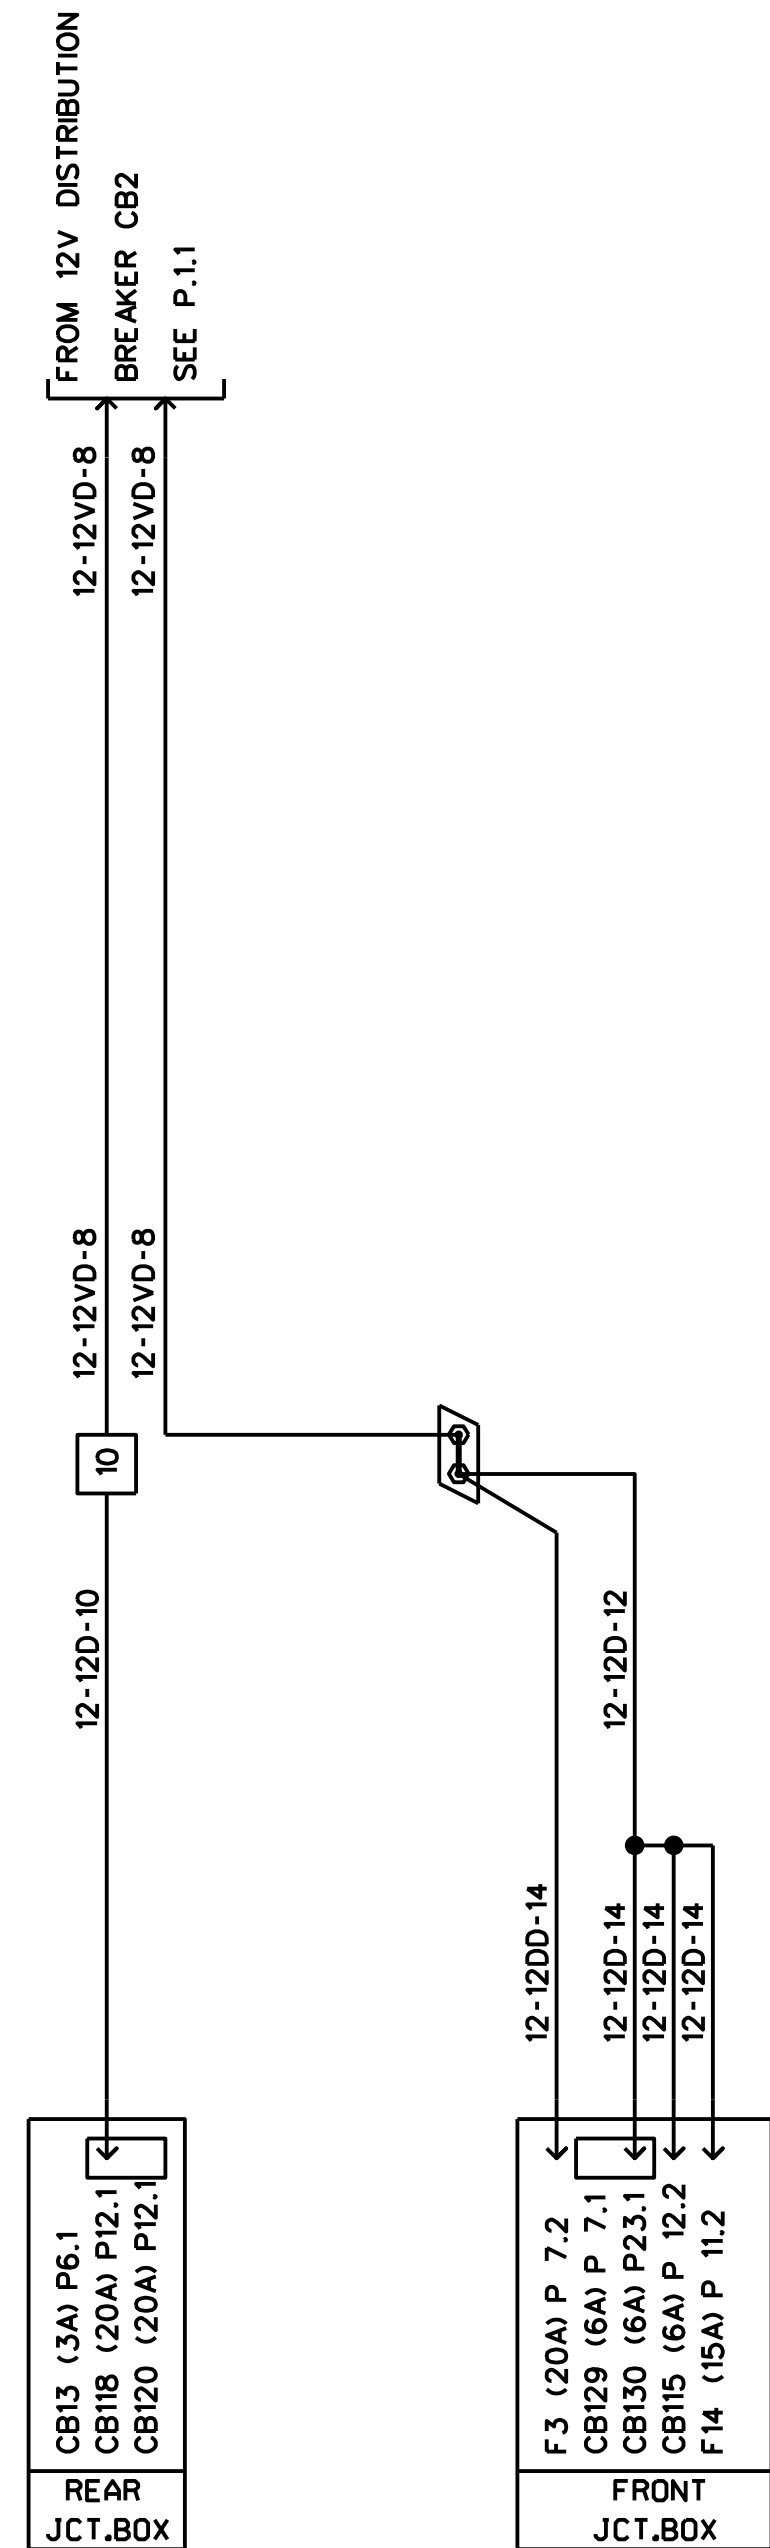 FROM 12V DISTRIBUTION
BREAKER CB2
SEE P.1.1
12-12VD-8
12-12VD-8
12-12VD-8
12-12VD-8
10
12-12D-10
12-12D-12
12-12DD-14
12-12D-14
12-12D-14
12-12D-14
CB13 (3A) P6.1
CB118 (20A) P12.1
CB120 (20A) P12.1
REAR
JCT.BOX
F3 (20A) P 7.2
CB129 (6A) P 7.1
CB130 (6A) P23.1
CB115 (6A) P 12.2
F14 (15A) P 11.2
FRONT
JCT.BOX